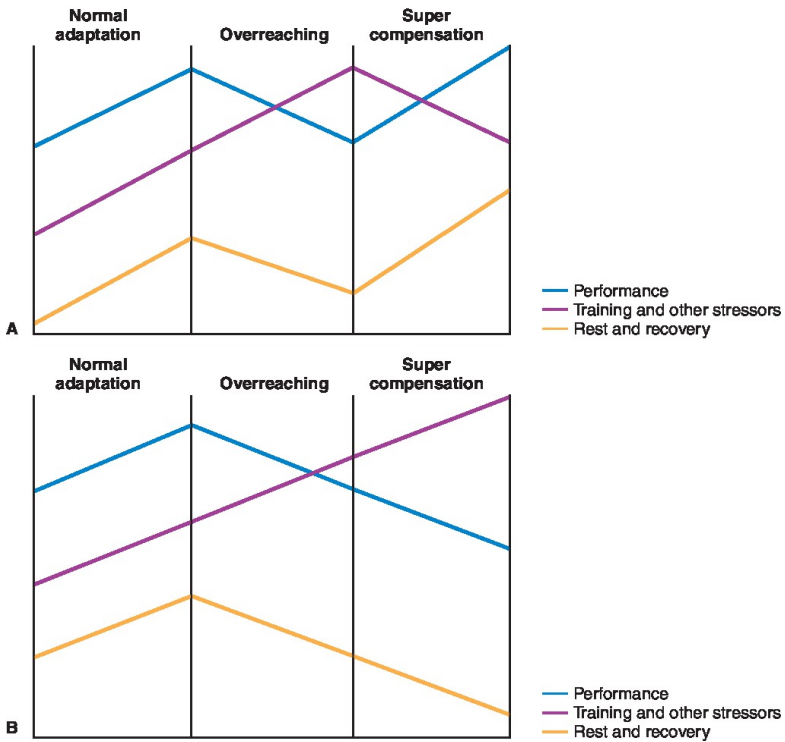 Normal
adaptation
Overreaching
Super
compensation
Performance
Training and other stressors
Rest and recovery
A
Normal
adaptation
Overreaching
Super
compensation
Performance
Training and other stressors
Rest and recovery
B